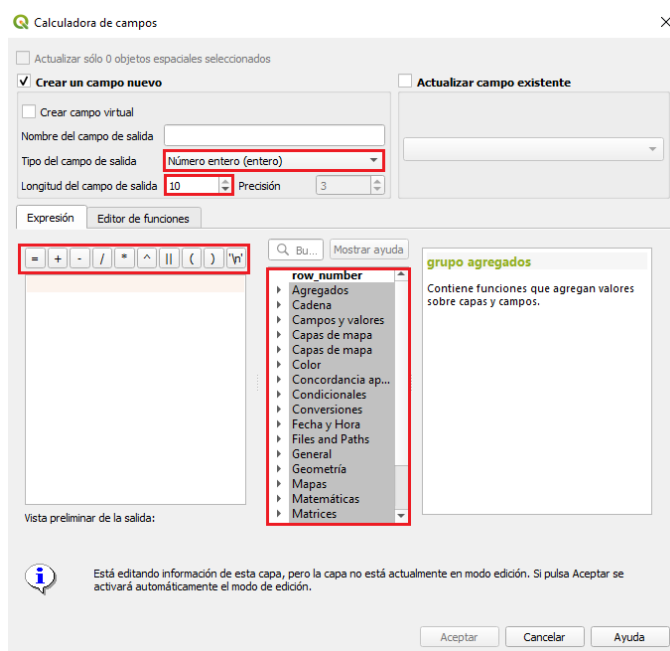 Calculadora de campos
Actualizar sólo 0 objetos espaciales seleccionados
Crear un campo nuevo
Actualizar campo existente
Crear campo virtual
Nombre del campo de salida
Tipo del campo de salida Número entero (entero)
Longitud del campo de salida 10 Precisión 3
Expresión Editor de funciones
= + - / * ^ || ( ) '\n'
Bu... Mostrar ayuda
row_number
Agregados
Cadena
Campos y valores
Capas de mapa
Capas de mapa
Color
Concordancia ap...
Condicionales
Conversiones
Fecha y Hora
Files and Paths
General
Geometría
Mapas
Matemáticas
Matrices
grupo agregados
Contiene funciones que agregan valores
sobre capas y campos.
Vista preliminar de la salida:
Está editando información de esta capa, pero la capa no está actualmente en modo edición. Si pulsa Aceptar se
activará automáticamente el modo de edición.
Aceptar Cancelar Ayuda